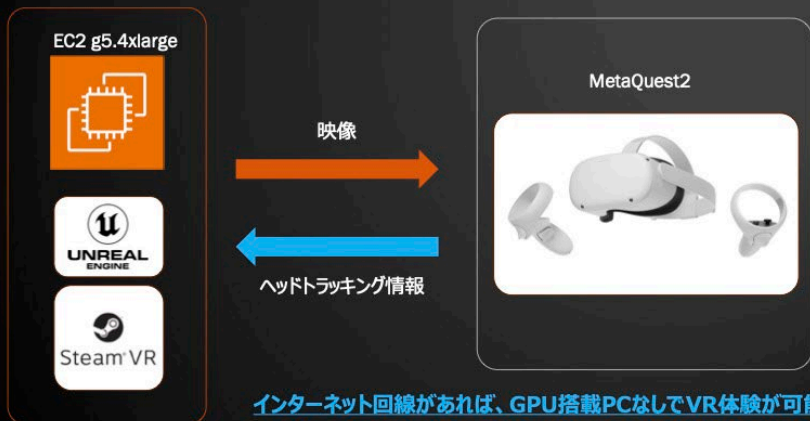 EC2 g5.4xlarge
UNREAL
ENGINE
Steam VR
映像
ヘッドトラッキング情報
MetaQuest2
インターネット回線があれば、GPU搭載PCなしでVR体験が可能